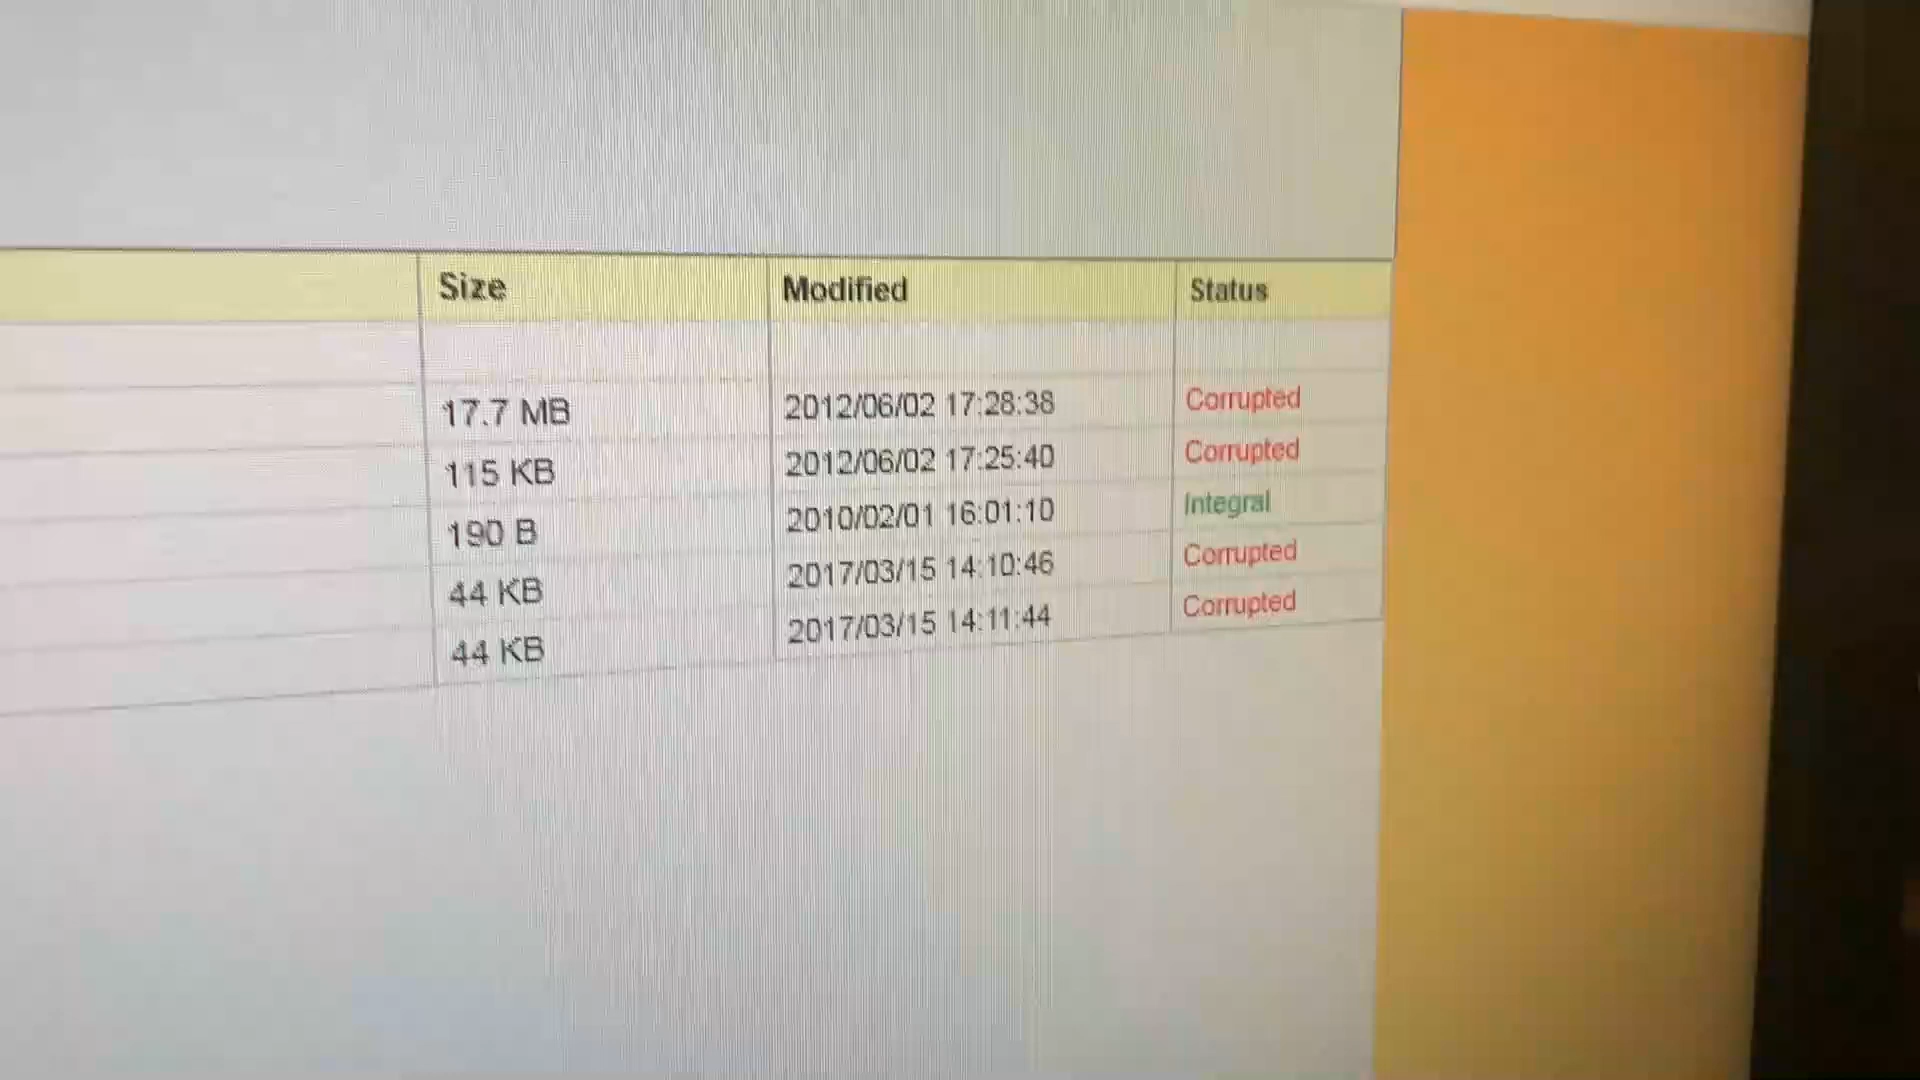 Size Modified Status
17.7 MB 2012/06/02 17:28:38 Corrupted
115 KB 2012/06/02 17:25:40 Corrupted
190 B 2010/02/01 16:01:10 Integral
44 KB 2017/03/15 14:10:46 Corrupted
44 KB 2017/03/15 14:11:44 Corrupted